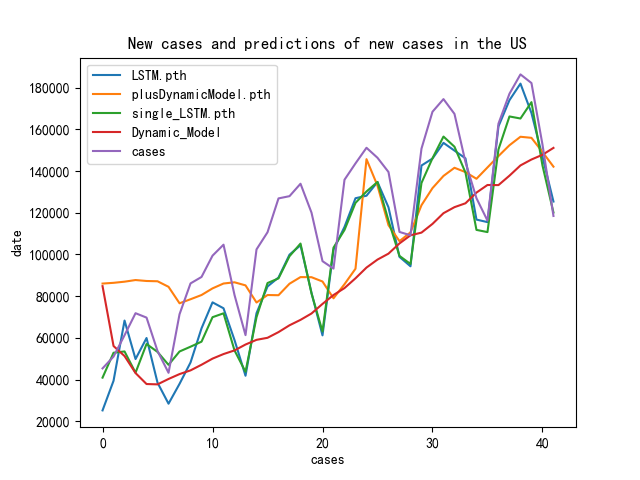 New cases and predictions of new cases in the US
LSTM.pth
plusDynamicModel.pth
single_LSTM.pth
Dynamic_Model
cases
180000
160000
140000
120000
100000
80000
60000
40000
20000
date
0
10
20
30
40
cases